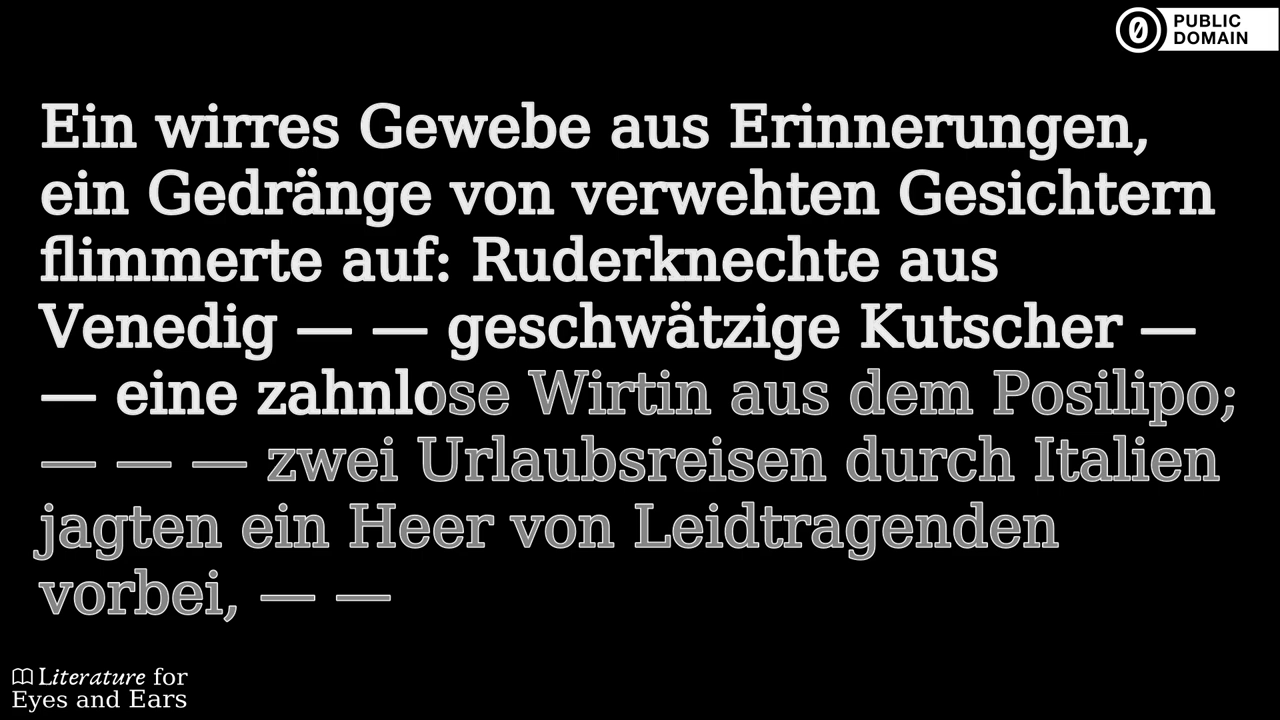 PUBLIC
DOMAIN
Ein wirres Gewebe aus Erinnerungen,
ein Gedränge von verwehten Gesichtern
flimmerte auf: Ruderknechte aus
Venedig — — geschwätzige Kutscher —
— eine zahnlose Wirtin aus dem Posilipo;
— — — zwei Urlaubsreisen durch Italien
jagten ein Heer von Leidtragenden
vorbei, — —
Literature for
Eyes and Ears